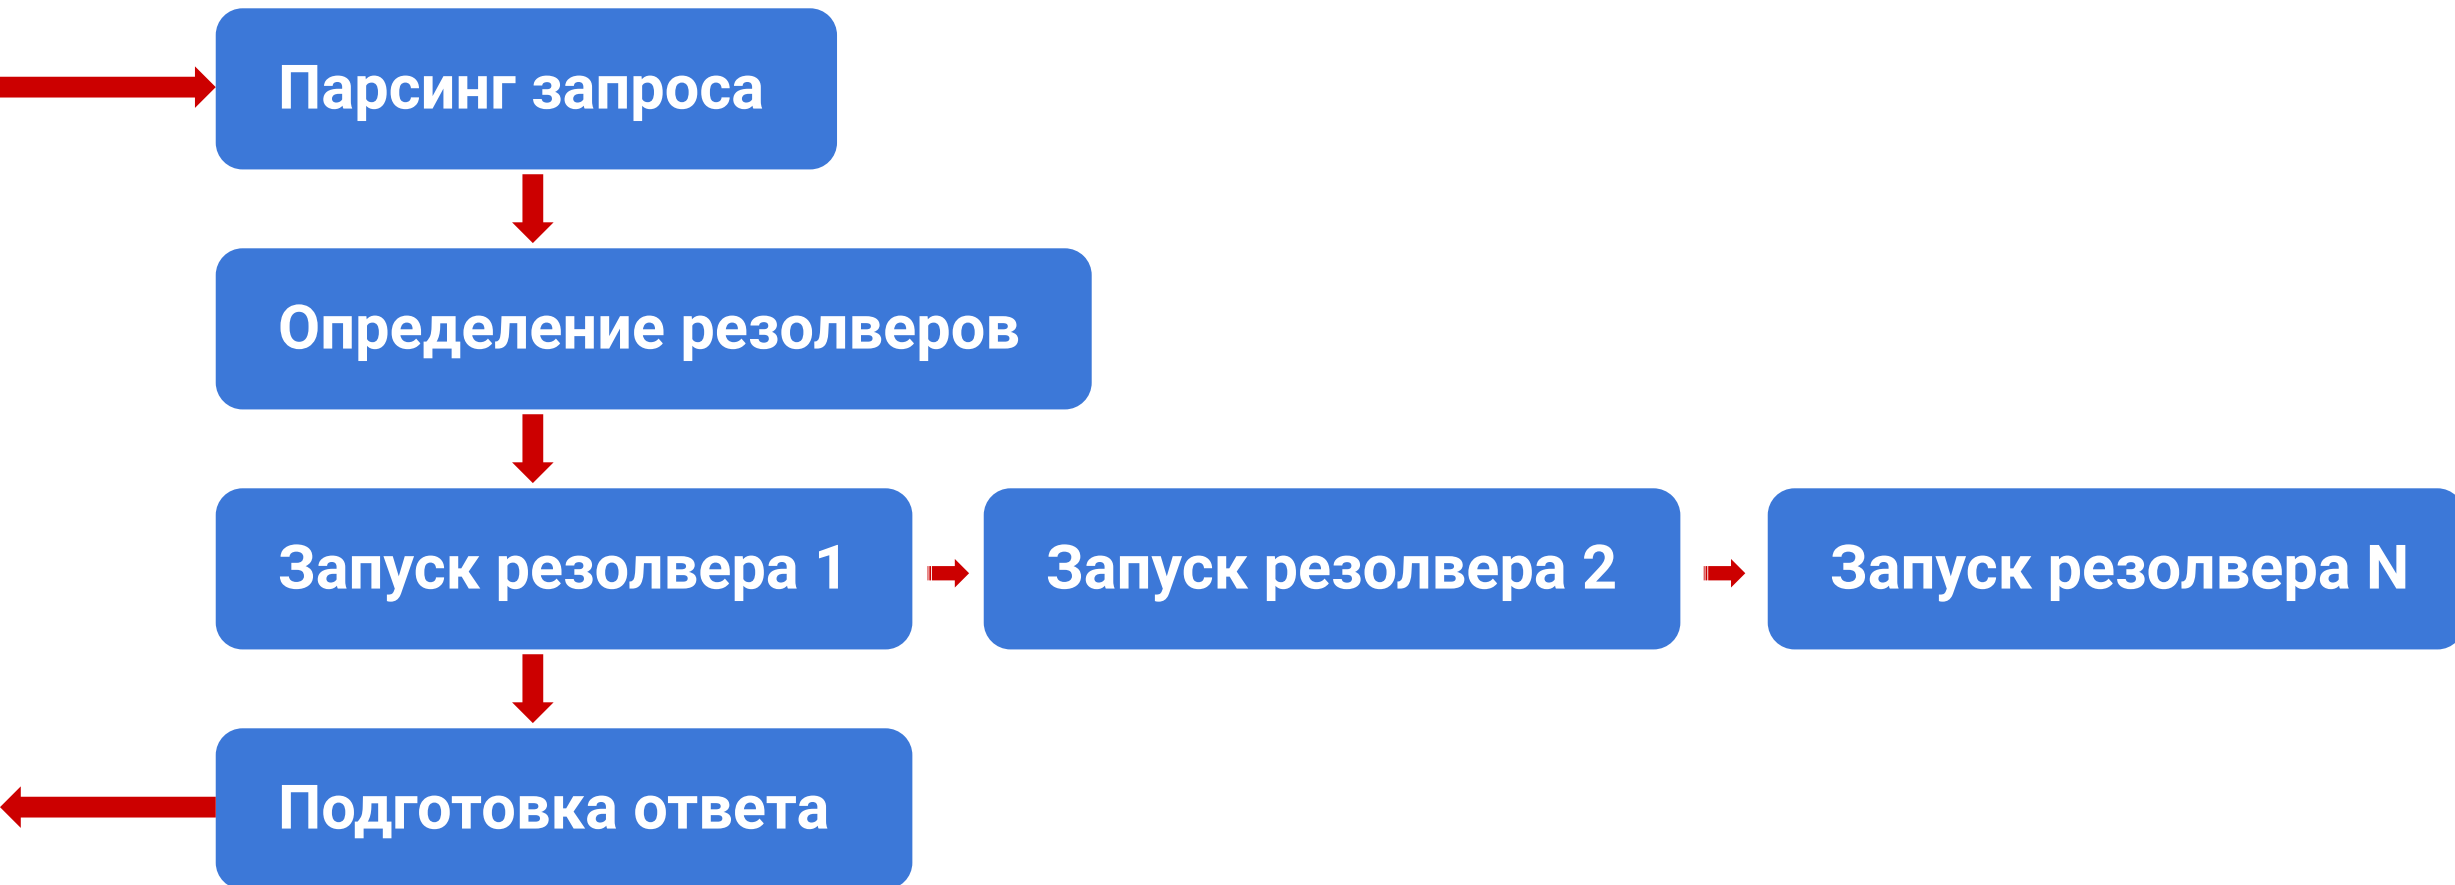 Парсинг запроса
Определение резолверов
Запуск резолвера 1
Запуск резолвера 2
Запуск резолвера N
Подготовка ответа